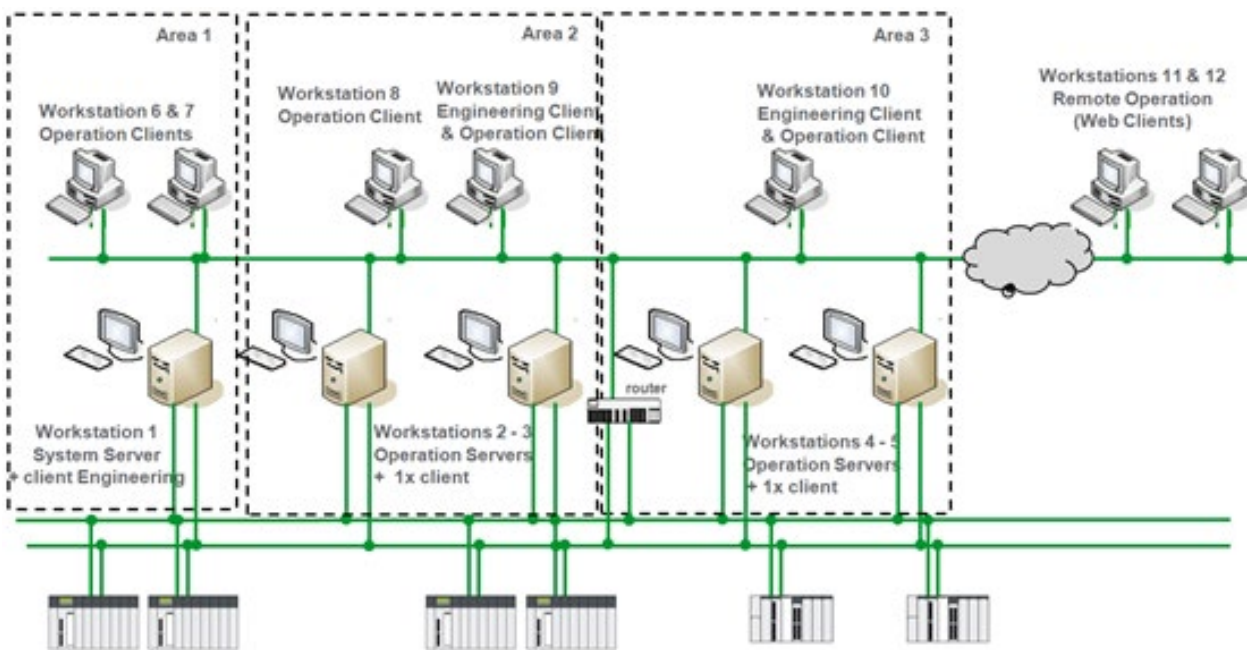 Area 1
Area 2
Area 3
Workstation 6 & 7
Operation Clients
Workstation 8
Operation Client
Workstation 9
Engineering Client
& Operation Client
Workstation 10
Engineering Client
& Operation Client
Workstations 11 & 12
Remote Operation
(Web Clients)
router
Workstation 1
System Server
+ client Engineering
Workstations 2 - 3
Operation Servers
+ 1x client
Workstations 4 - 5
Operation Servers
+ 1x client